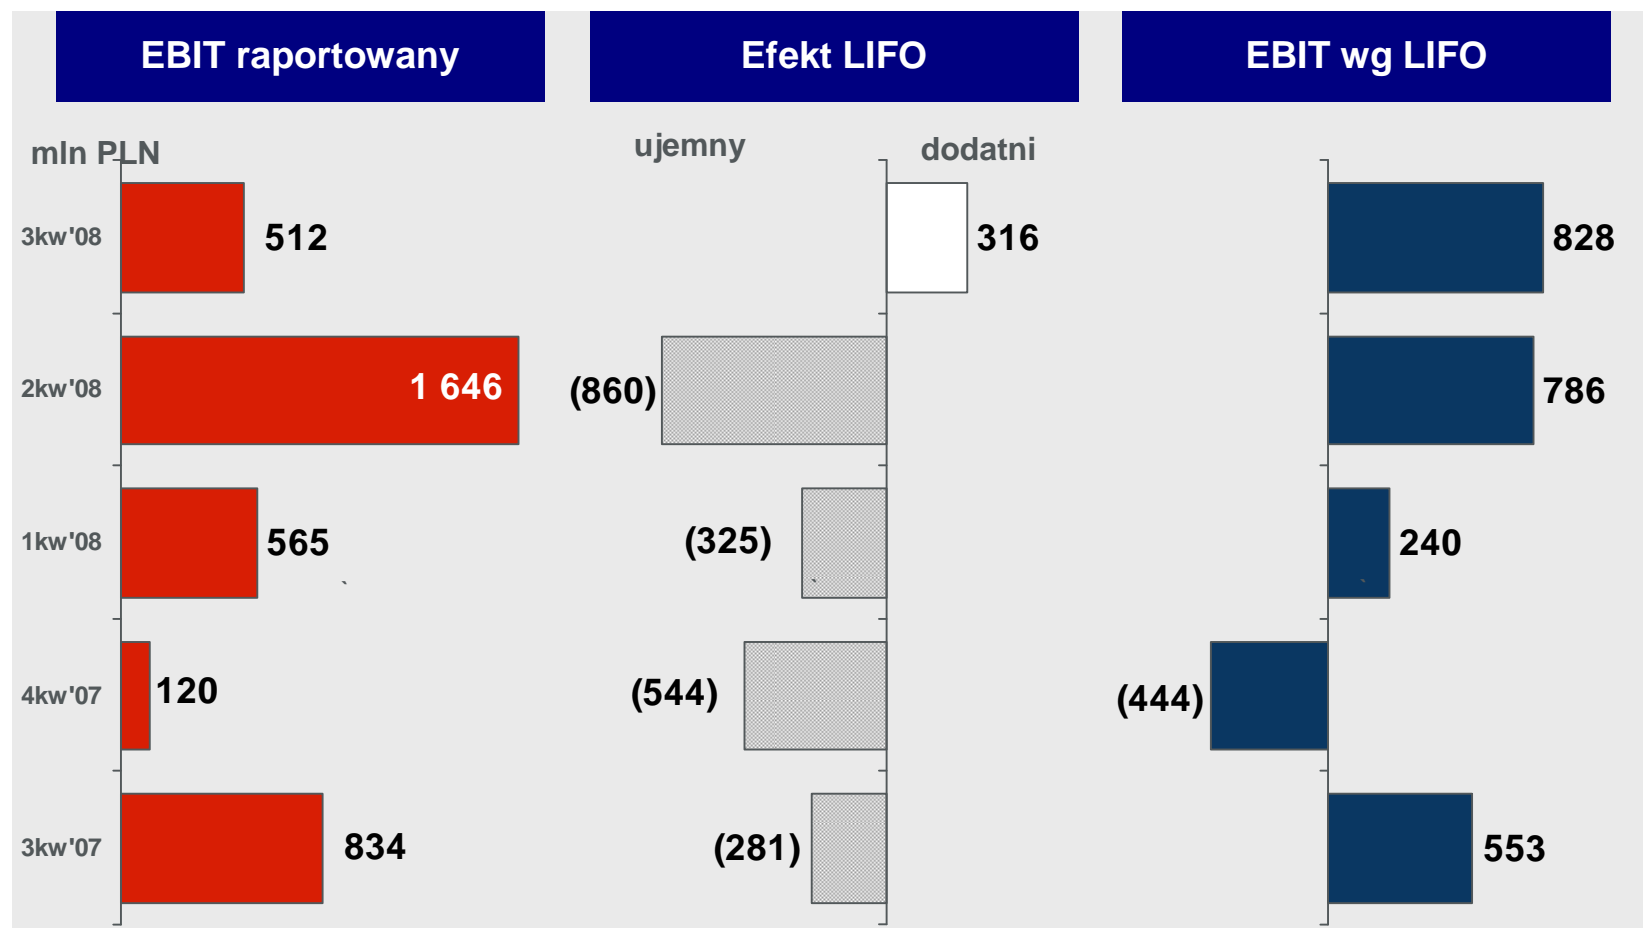 EBIT raportowany Efekt LIFO EBIT wg LIFO
mln PLN ujemny dodatni
3kw'08 512 316 828
2kw'08 1 646 (860) 786
1kw'08 565 (325) 240
` ` `
4kw'07 120 (544) (444)
3kw'07 834 (281) 553